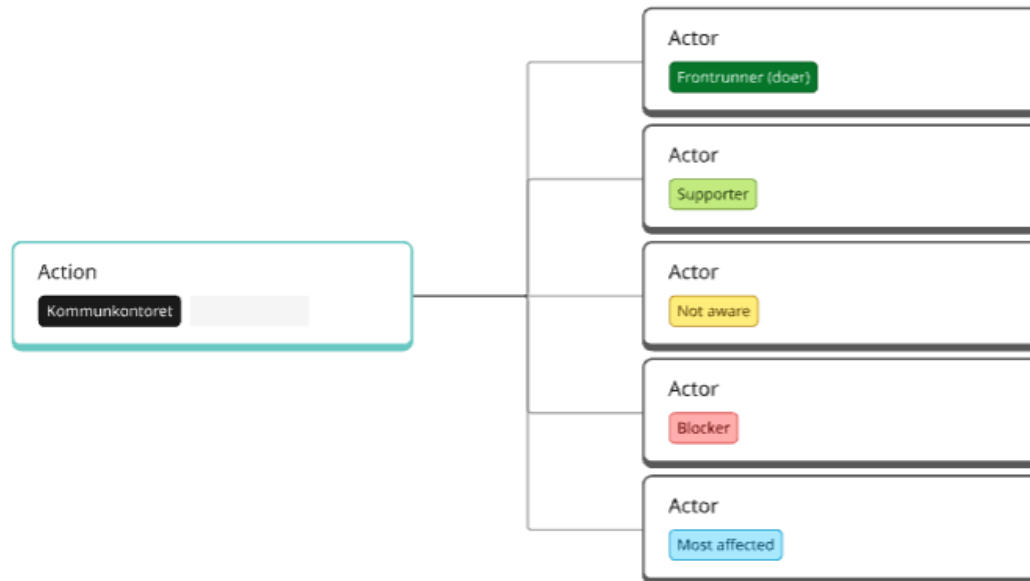 Action
Kommunkontoret
Actor
Frontrunner (doer)
Actor
Supporter
Actor
Not aware
Actor
Blocker
Actor
Most affected